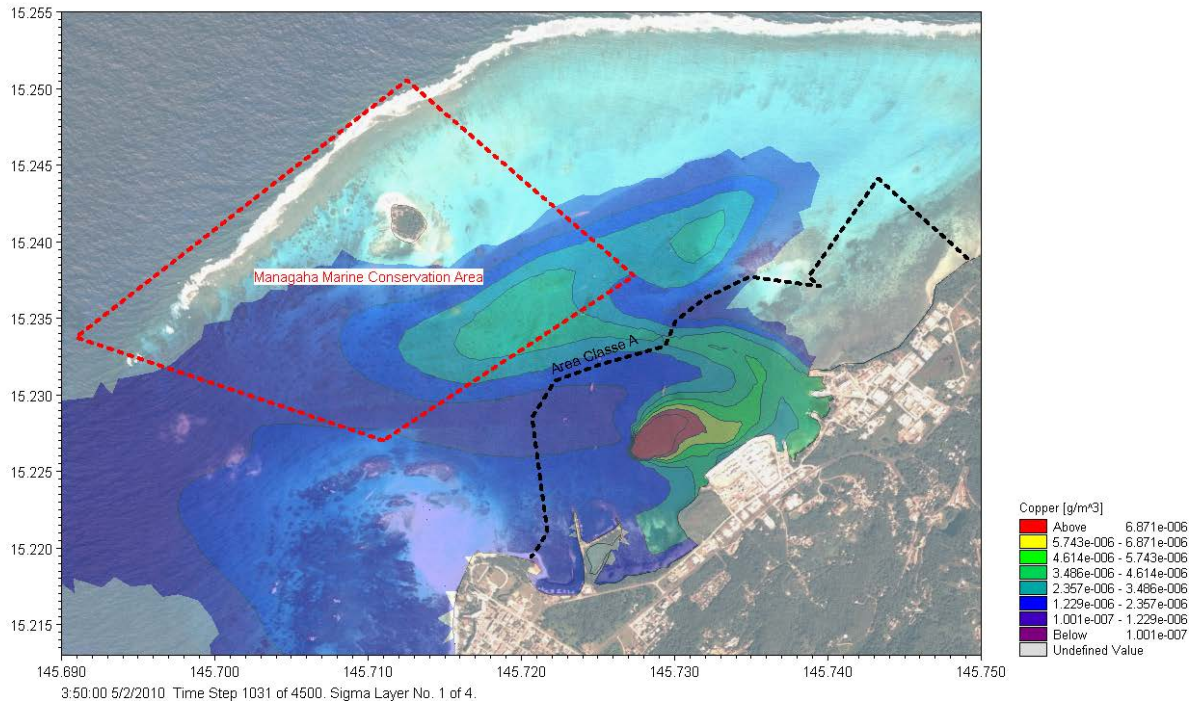 15.255
15.250
15.245
15.240
15.235
15.230
15.225
15.220
15.215
Managaha Marine Conservation Area
Area Classe A
145.690 145.700 145.710 145.720 145.730 145.740 145.750
3:50:00 5/2/2010 Time Step 1031 of 4500. Sigma Layer No. 1 of 4.
Copper [g/m^3]
Above 6.871e-006
5.743e-006 - 6.871e-006
4.614e-006 - 5.743e-006
3.486e-006 - 4.614e-006
2.357e-006 - 3.486e-006
1.229e-006 - 2.357e-006
1.001e-007 - 1.229e-006
Below 1.001e-007
Undefined Value